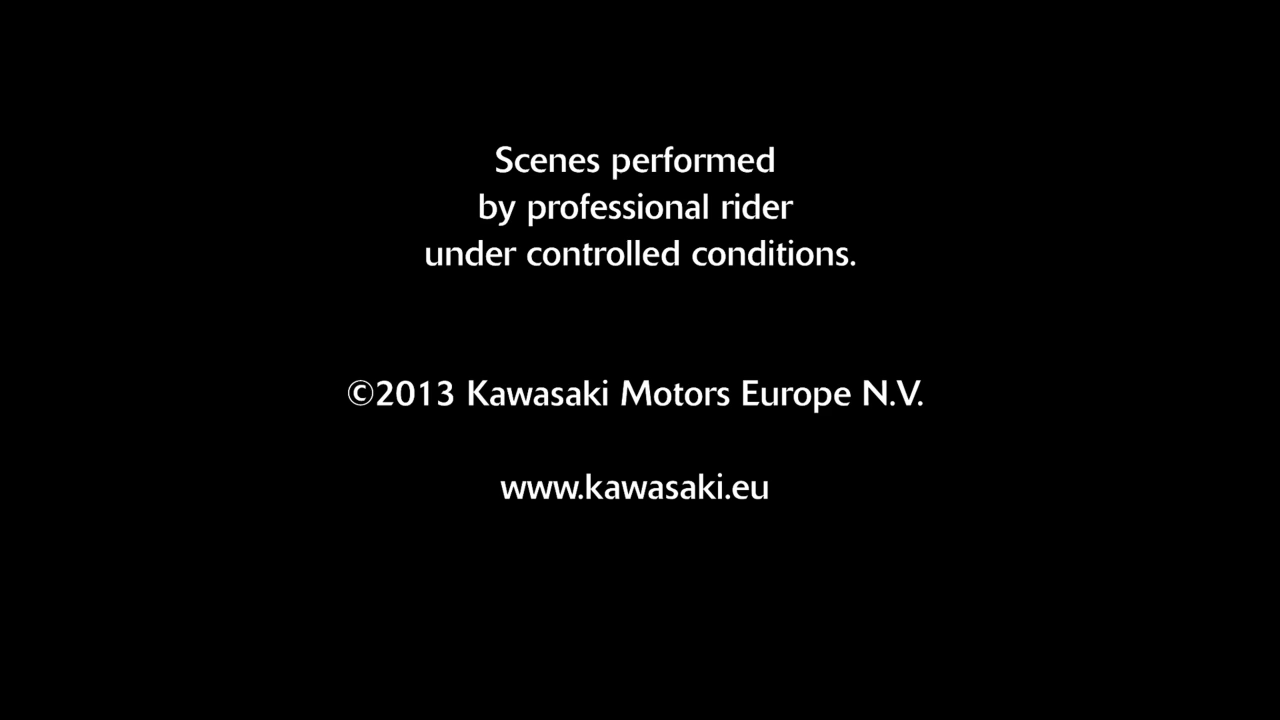 Scenes performed
by professional rider
under controlled conditions.
©2013 Kawasaki Motors Europe N.V.
www.kawasaki.eu